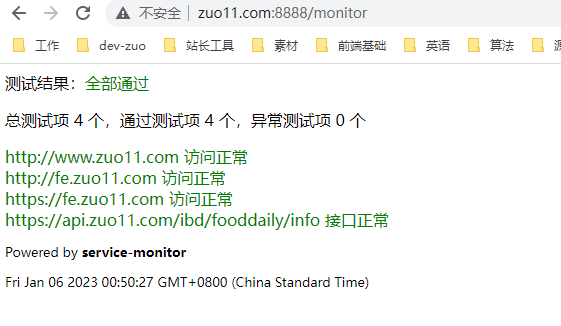 不安全 zuo11.com:8888/monitor
工作 dev-zuo 站长工具 素材 前端基础 英语 算法
测试结果：全部通过
总测试项 4 个，通过测试项 4 个，异常测试项 0 个
http://www.zuo11.com 访问正常
http://fe.zuo11.com 访问正常
https://fe.zuo11.com 访问正常
https://api.zuo11.com/ibd/fooddaily/info 接口正常
Powered by service-monitor
Fri Jan 06 2023 00:50:27 GMT+0800 (China Standard Time)